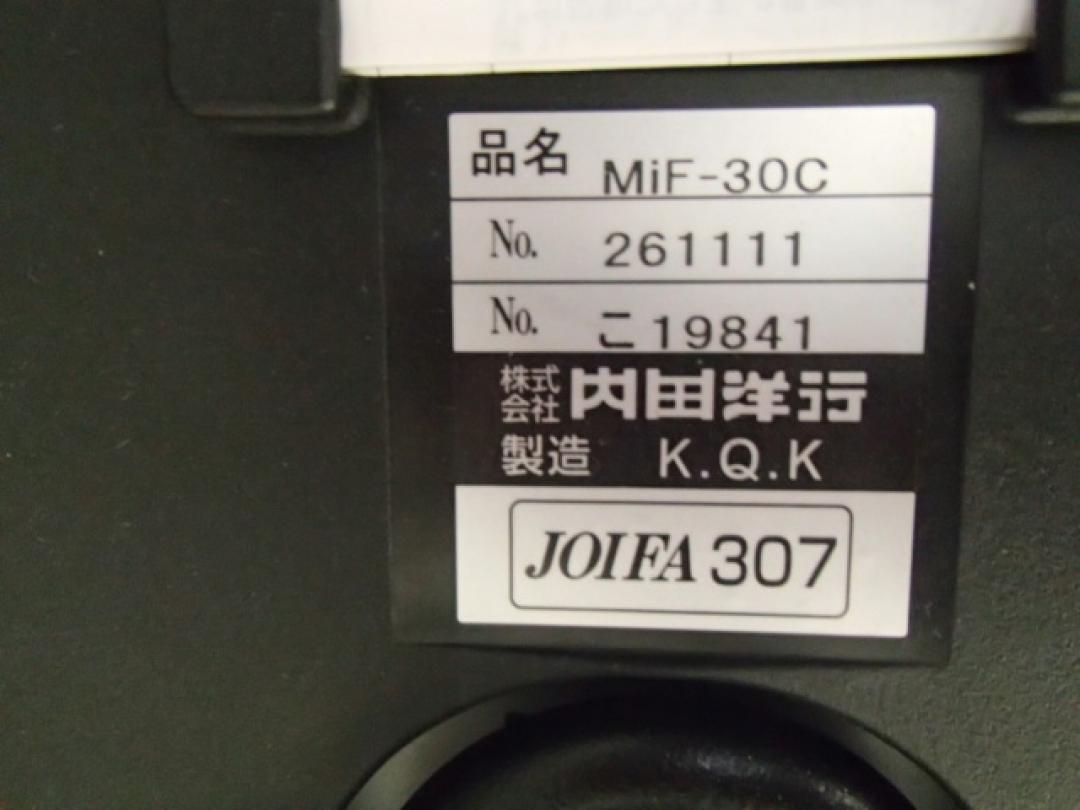 品名 MiF-30C
No. 261111
No. こ19841
株式会社 内田洋行
製造 K.Q.K
JOIFA 307